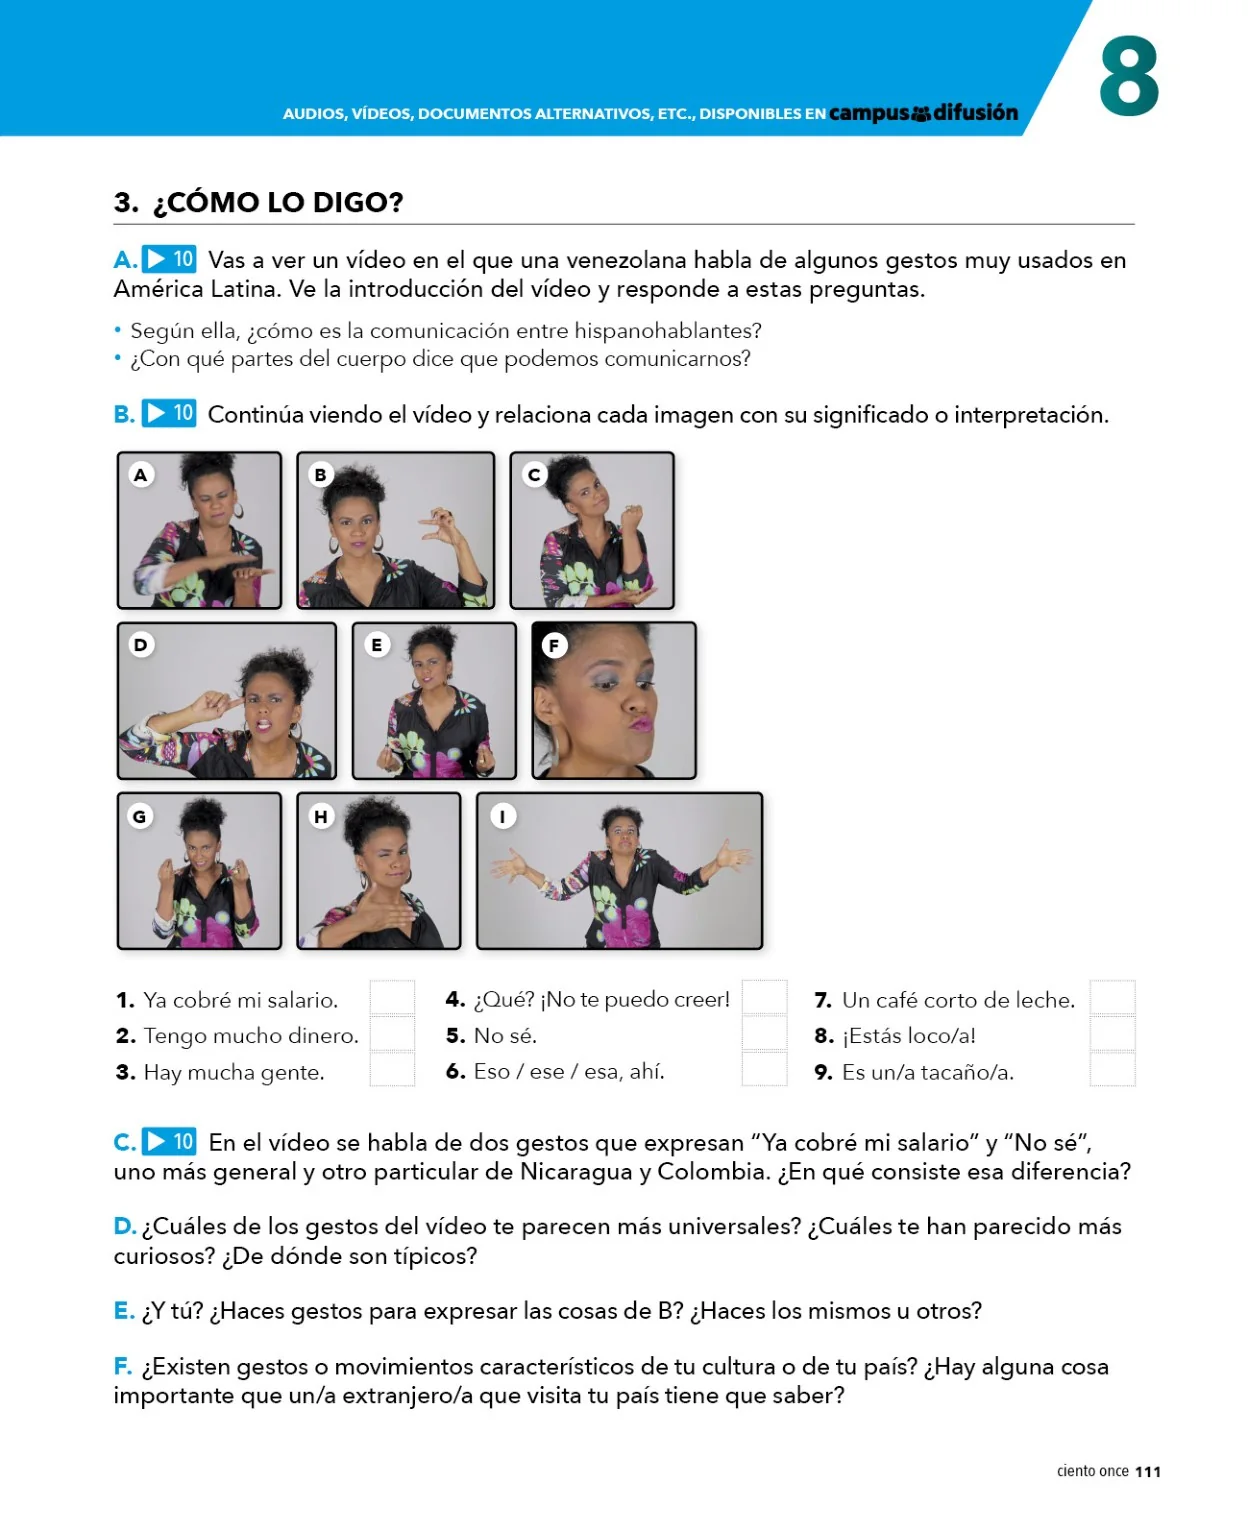 8
AUDIOS, VÍDEOS, DOCUMENTOS ALTERNATIVOS, ETC., DISPONIBLES EN campus difusión
3. ¿CÓMO LO DIGO?
A. 10 Vas a ver un vídeo en el que una venezolana habla de algunos gestos muy usados en
América Latina. Ve la introducción del vídeo y responde a estas preguntas.
• Según ella, ¿cómo es la comunicación entre hispanohablantes?
• ¿Con qué partes del cuerpo dice que podemos comunicarnos?
B. 10 Continúa viendo el vídeo y relaciona cada imagen con su significado o interpretación.
A B C
D E F
G H I
1. Ya cobré mi salario. 4. ¿Qué? ¡No te puedo creer! 7. Un café corto de leche.
2. Tengo mucho dinero. 5. No sé. 8. ¡Estás loco/a!
3. Hay mucha gente. 6. Eso / ese / esa, ahí. 9. Es un/a tacaño/a.
C. 10 En el vídeo se habla de dos gestos que expresan “Ya cobré mi salario” y “No sé“,
uno más general y otro particular de Nicaragua y Colombia. ¿En qué consiste esa diferencia?
D. ¿Cuáles de los gestos del vídeo te parecen más universales? ¿Cuáles te han parecido más
curiosos? ¿De dónde son típicos?
E. ¿Y tú? ¿Haces gestos para expresar las cosas de B? ¿Haces los mismos u otros?
F. ¿Existen gestos o movimientos característicos de tu cultura o de tu país? ¿Hay alguna cosa
importante que un/a extranjero/a que visita tu país tiene que saber?
ciento once 111